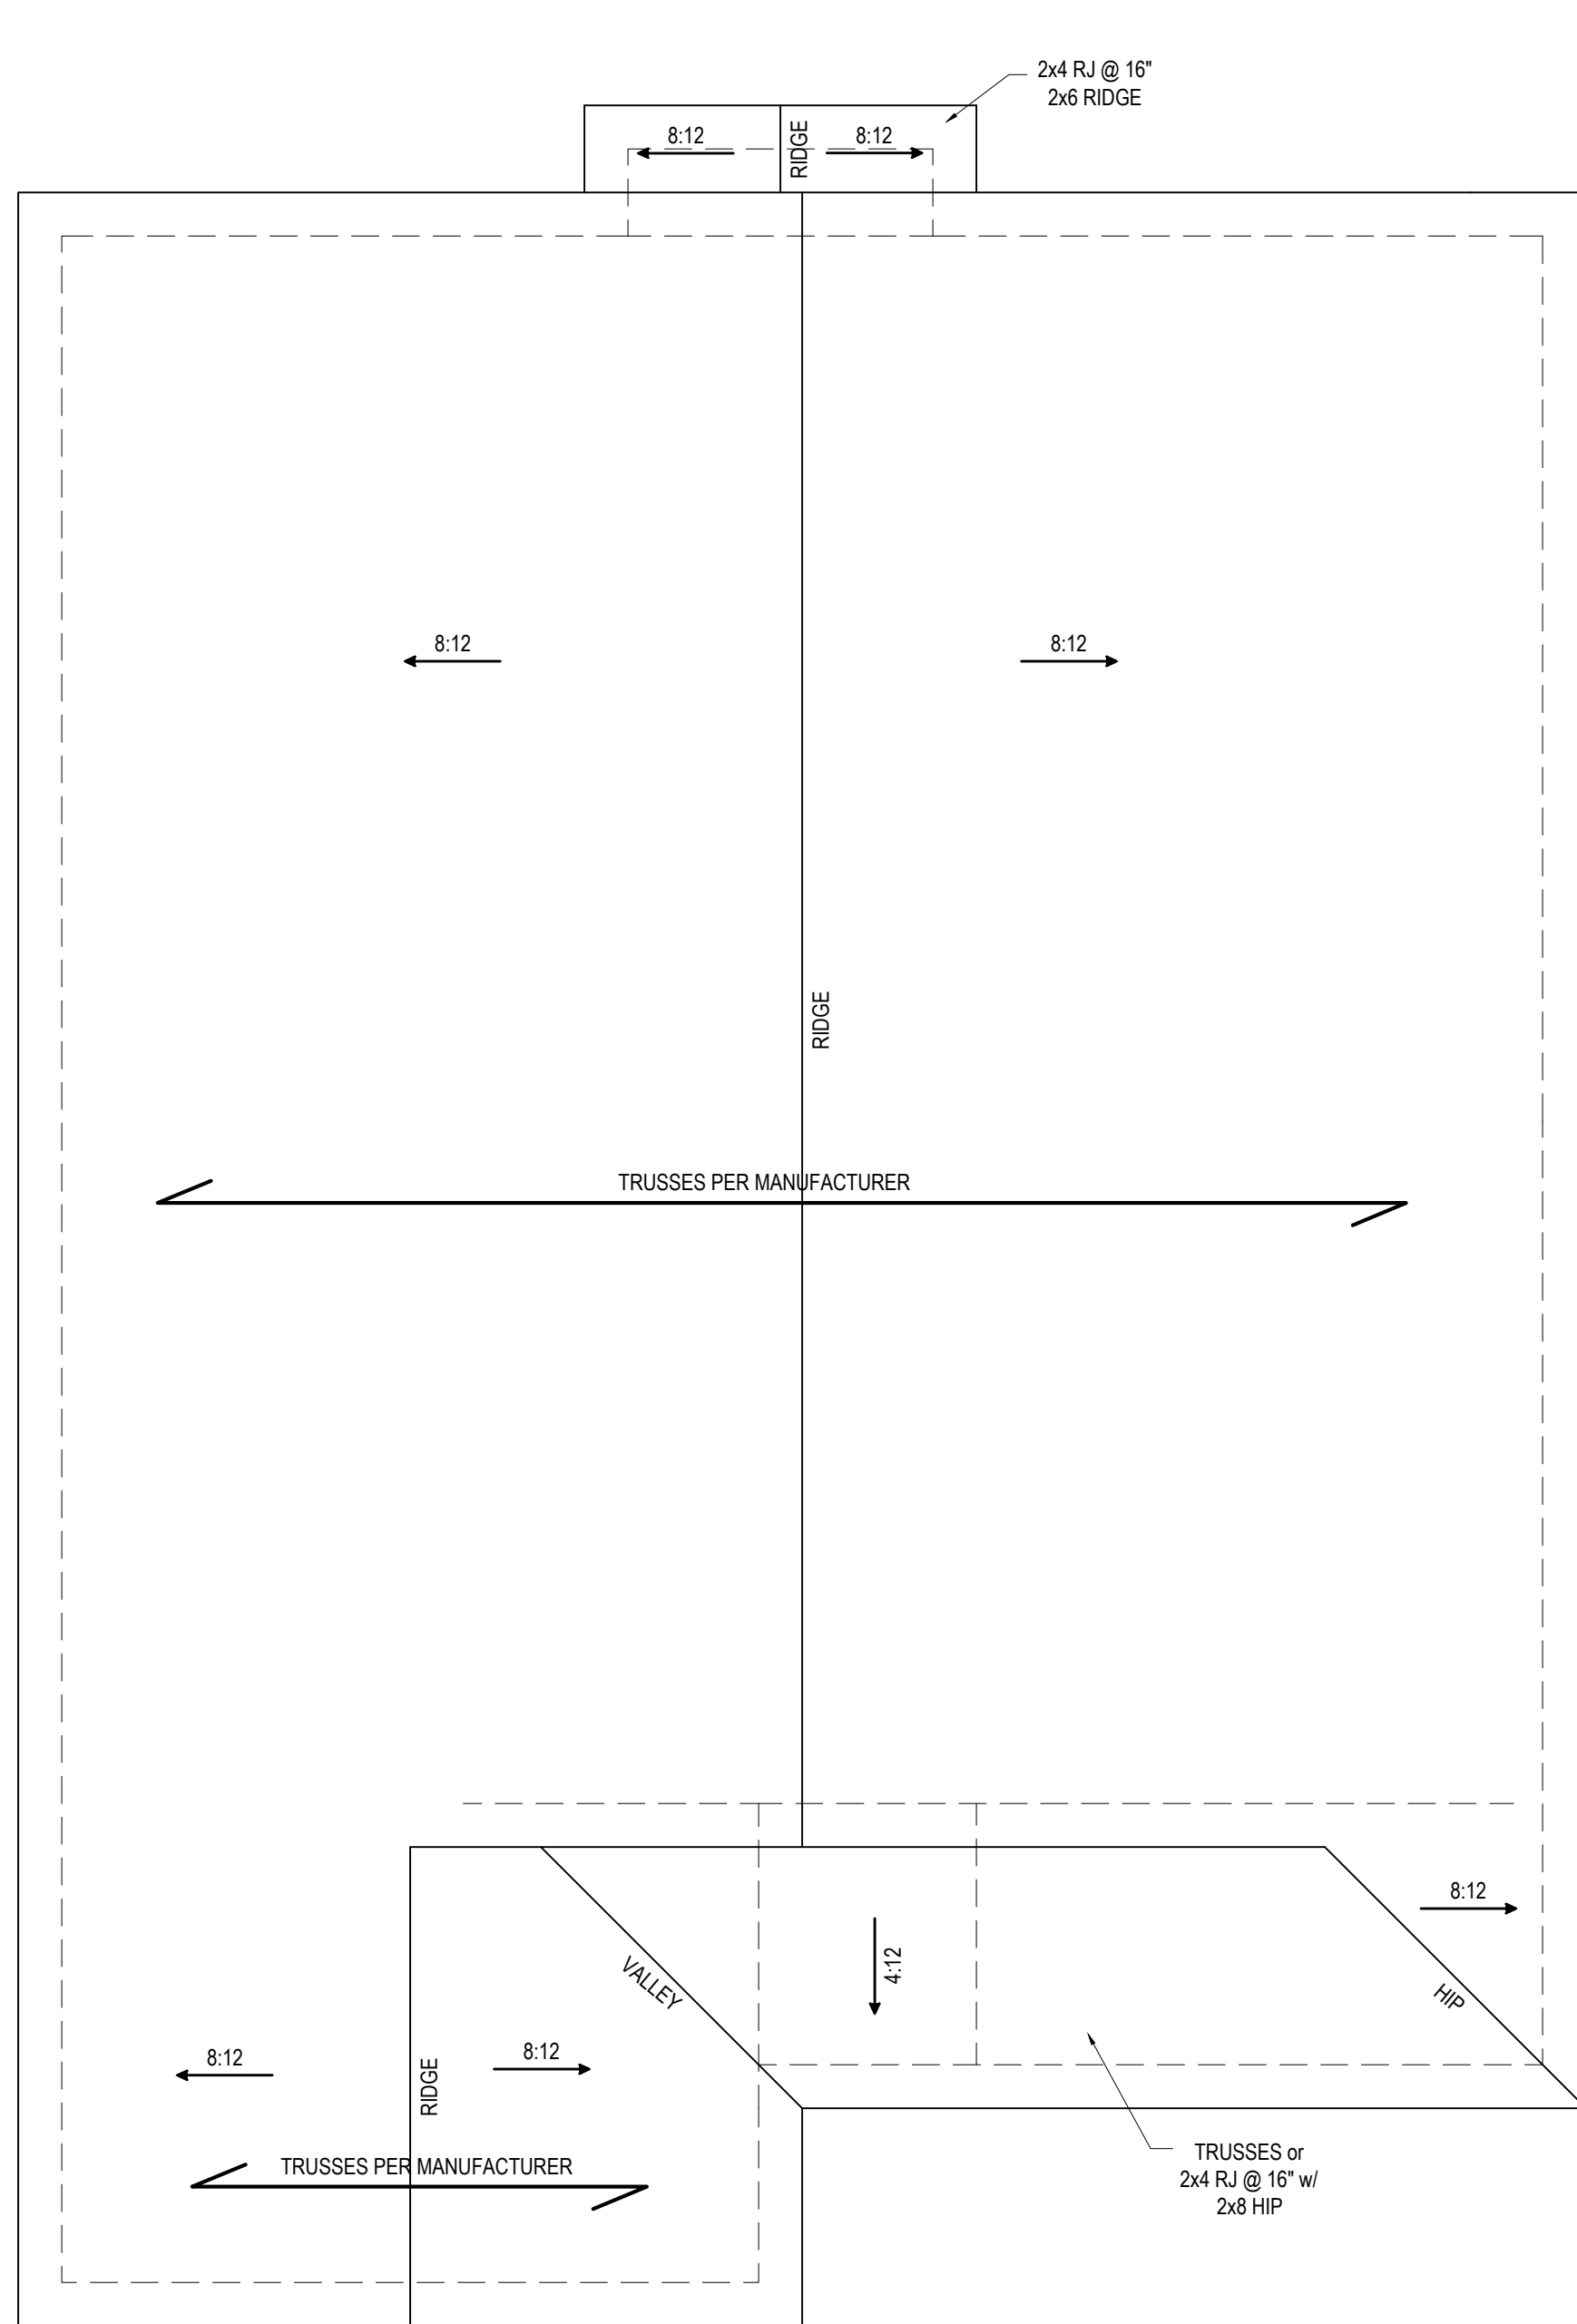 2x4 RJ @ 16"
2x6 RIDGE
8:12
RIDGE
8:12
8:12
8:12
RIDGE
TRUSSES PER MANUFACTURER
8:12
4:12
VALLEY
HIP
8:12
8:12
RIDGE
TRUSSES PER MANUFACTURER
TRUSSES or
2x4 RJ @ 16" w/
2x8 HIP